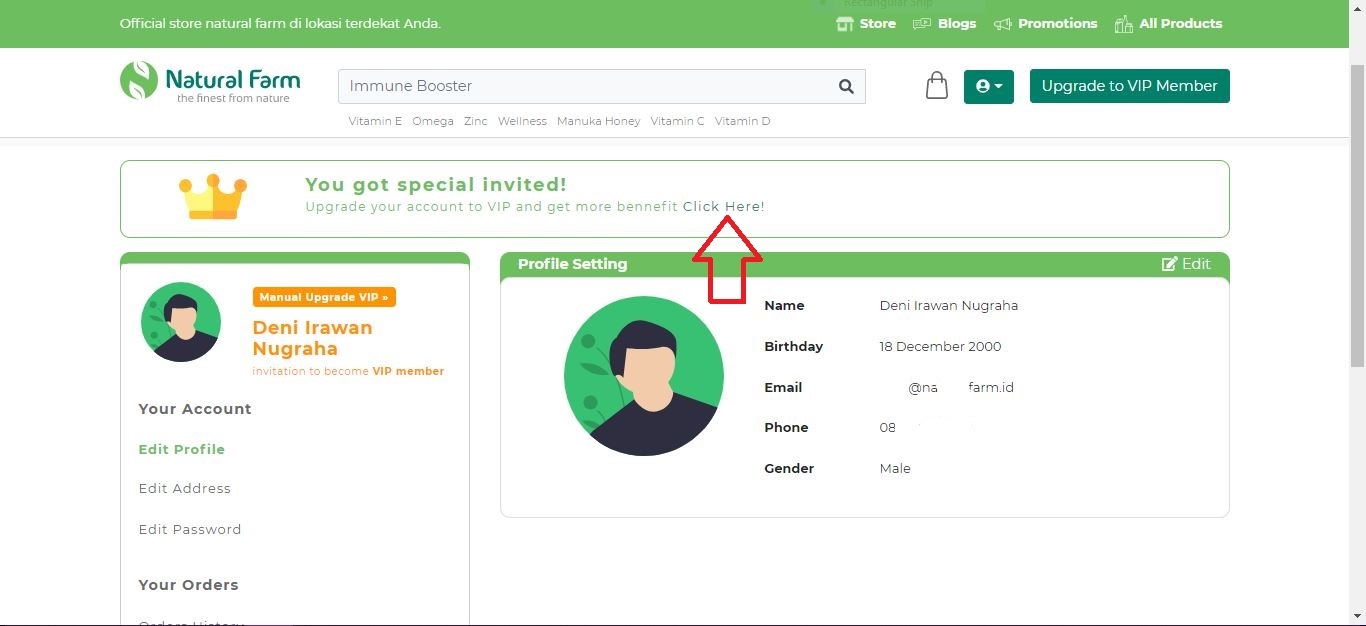 Rectangular Snip
Official store natural farm di lokasi terdekat Anda.
Store Blogs Promotions All Products
Natural Farm
the finest from nature
Immune Booster
Upgrade to VIP Member
Vitamin E Omega Zinc Wellness Manuka Honey Vitamin C Vitamin D
You got special invited!
Upgrade your account to VIP and get more bennefit Click Here!
Manual Upgrade VIP »
Deni Irawan
Nugraha
invitation to become VIP member
Your Account
Edit Profile
Edit Address
Edit Password
Your Orders
Orders History
Profile Setting
Edit
Name Deni Irawan Nugraha
Birthday 18 December 2000
Email @na farm.id
Phone 08
Gender Male